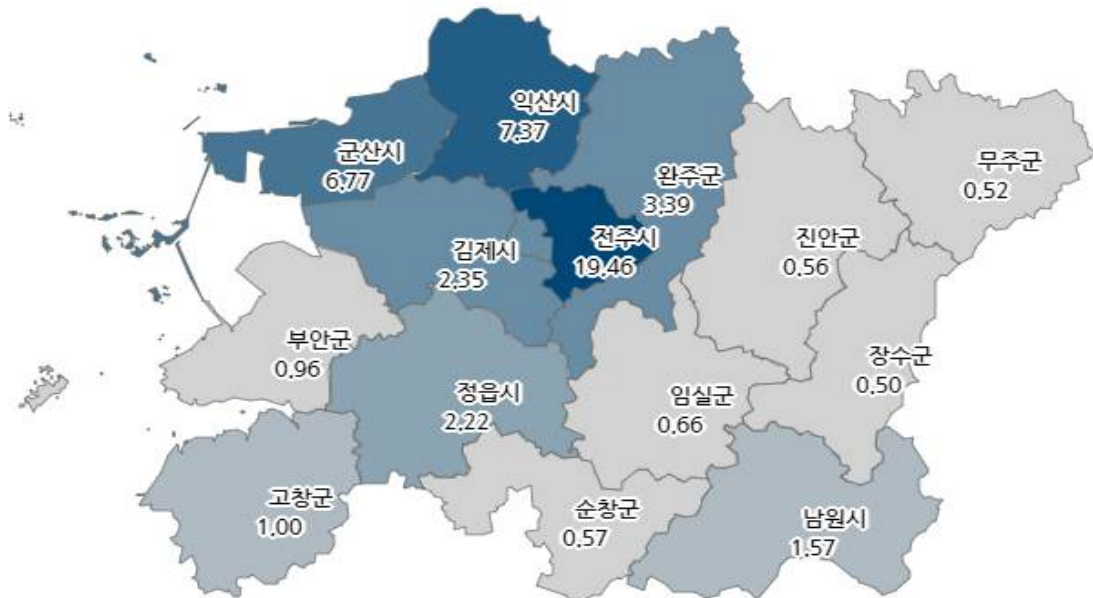 익산시
7.37
군산시
6.77
완주군
3.39
무주군
0.52
전주시
19.46
진안군
0.56
김제시
2.35
부안군
0.96
장수군
0.50
정읍시
2.22
임실군
0.66
고창군
1.00
순창군
0.57
남원시
1.57